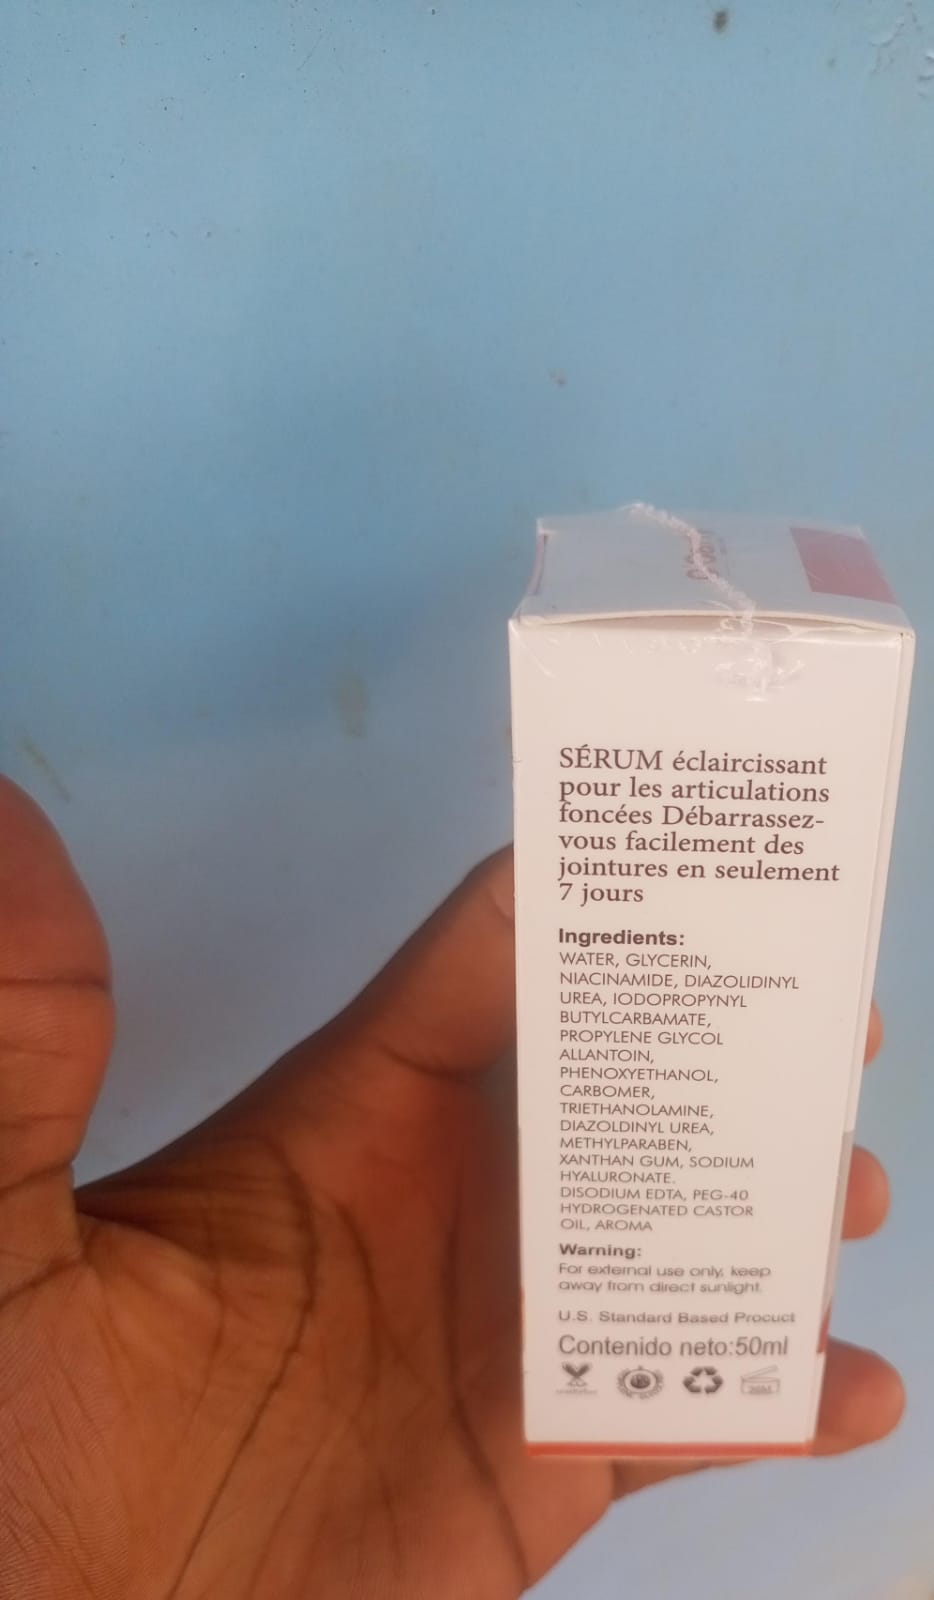 SÉRUM éclaircissant
pour les articulations
foncées Débarrassez-
vous facilement des
jointures en seulement
7 jours
Ingredients:
WATER, GLYCERIN,
NIACINAMIDE, DIAZOLIDINYL
UREA, IODOPROPYNYL
BUTYLCARBAMATE,
PROPYLENE GLYCOL
ALLANTOIN,
PHENOXYETHANOL,
CARBOMER,
TRIETHANOLAMINE,
DIAZOLDINYL UREA,
METHYLPARABEN,
XANTHAN GUM, SODIUM
HYALURONATE.
DISODIUM EDTA, PEG-40
HYDROGENATED CASTOR
OIL, AROMA
Warning:
For external use only, keep
away from direct sunlight.
U.S. Standard Based Procuct
Contenido neto:50ml